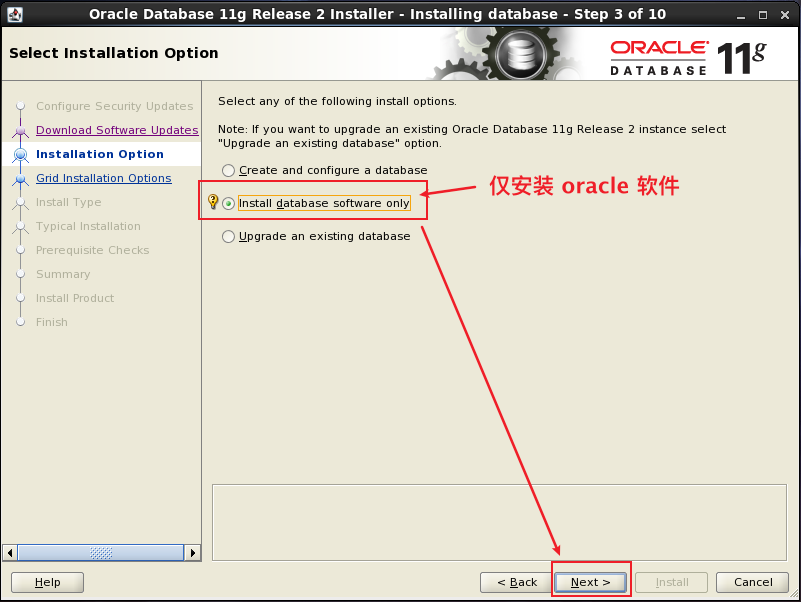 Oracle Database 11g Release 2 Installer - Installing database - Step 3 of 10
Select Installation Option
ORACLE
DATABASE
11g
Configure Security Updates
Download Software Updates
Installation Option
Grid Installation Options
Install Type
Typical Installation
Prerequisite Checks
Summary
Install Product
Finish
Select any of the following install options.
Note: If you want to upgrade an existing Oracle Database 11g Release 2 instance select
"Upgrade an existing database" option.
Create and configure a database
Install database software only
仅安装 oracle 软件
Upgrade an existing database
Help
< Back
Next >
Install
Cancel